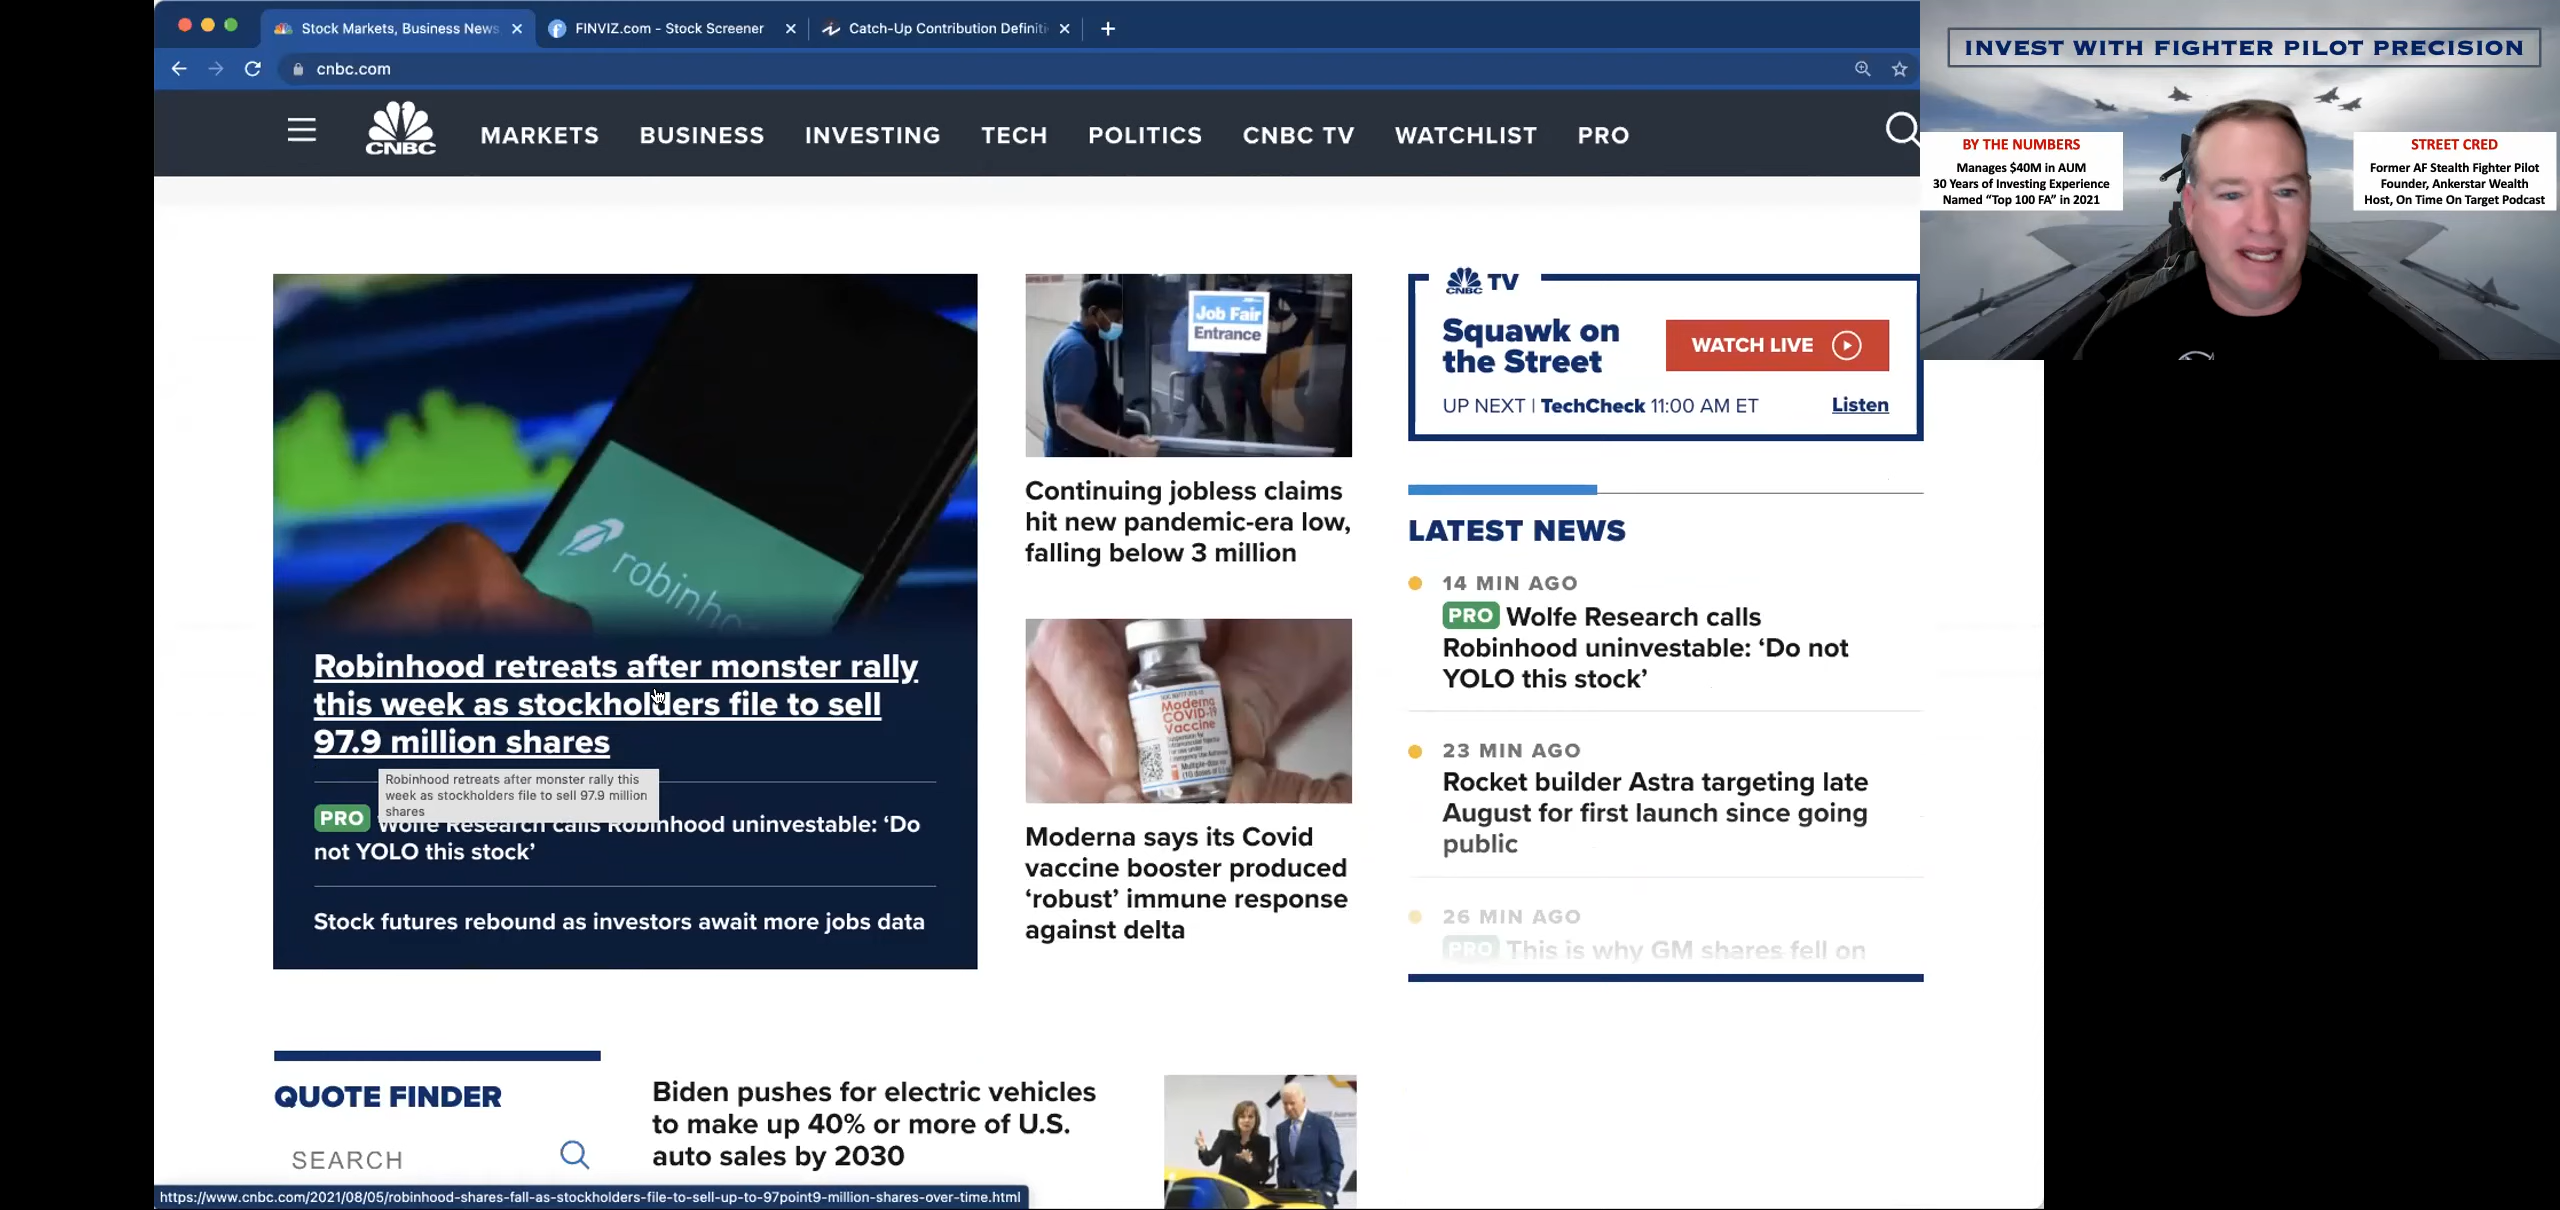 Stock Markets, Business News,
FINVIZ.com - Stock Screener
Catch-Up Contribution Definiti
cnbc.com
CNBC
MARKETS
BUSINESS
INVESTING
TECH
POLITICS
CNBC TV
WATCHLIST
PRO
INVEST WITH FIGHTER PILOT PRECISION
BY THE NUMBERS
Manages $40M in AUM
30 Years of Investing Experience
Named “Top 100 FA” in 2021
STREET CRED
Former AF Stealth Fighter Pilot
Founder, Ankerstar Wealth
Host, On Time On Target Podcast
robinho
Robinhood retreats after monster rally
this week as stockholders file to sell
97.9 million shares
Robinhood retreats after monster rally this
week as stockholders file to sell 97.9 million
shares
PRO Wolfe Research calls Robinhood uninvestable: ‘Do
not YOLO this stock’
Stock futures rebound as investors await more jobs data
Job Fair
Entrance
Continuing jobless claims
hit new pandemic-era low,
falling below 3 million
Moderna
COVID-19
Vaccine
Moderna says its Covid
vaccine booster produced
‘robust’ immune response
against delta
CNBC TV
Squawk on
the Street
WATCH LIVE
UP NEXT | TechCheck 11:00 AM ET
Listen
LATEST NEWS
14 MIN AGO
PRO Wolfe Research calls
Robinhood uninvestable: ‘Do not
YOLO this stock’
23 MIN AGO
Rocket builder Astra targeting late
August for first launch since going
public
26 MIN AGO
PRO This is why GM shares fell on
QUOTE FINDER
SEARCH
Biden pushes for electric vehicles
to make up 40% or more of U.S.
auto sales by 2030
https://www.cnbc.com/2021/08/05/robinhood-shares-fall-as-stockholders-file-to-sell-up-to-97point9-million-shares-over-time.html